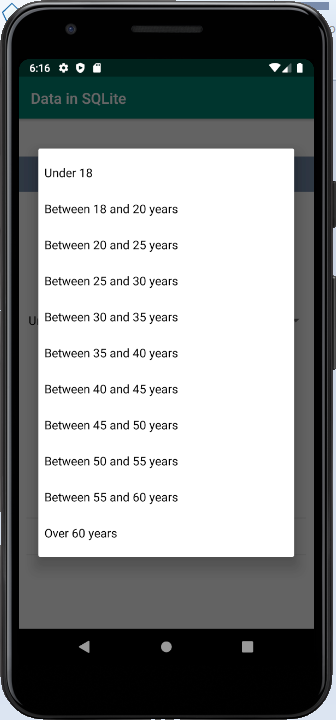 6:16
Data in SQLite
Under 18
Between 18 and 20 years
Between 20 and 25 years
Between 25 and 30 years
Between 30 and 35 years
Between 35 and 40 years
Between 40 and 45 years
Between 45 and 50 years
Between 50 and 55 years
Between 55 and 60 years
Over 60 years